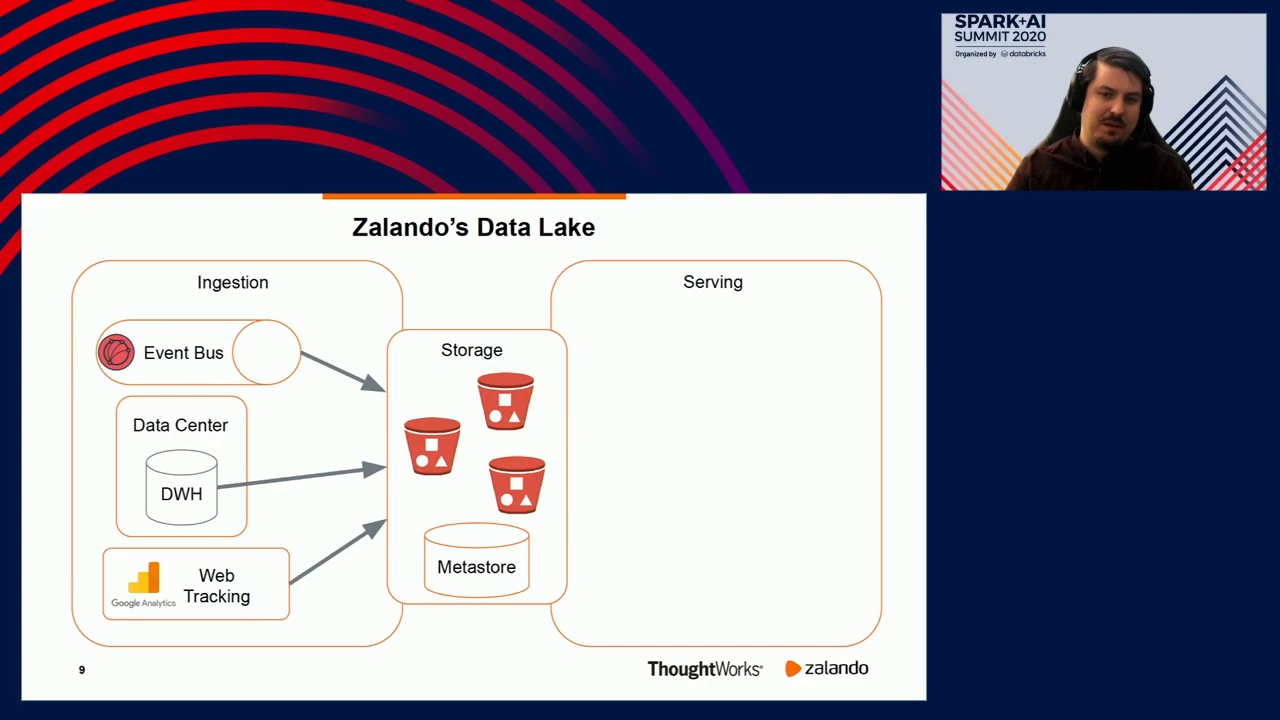 SPARK+AI
SUMMIT 2020
Organized by databricks
Zalando's Data Lake
Ingestion
Event Bus
Data Center
DWH
Google Analytics
Web
Tracking
Storage
Metastore
Serving
9
ThoughtWorks®
zalando